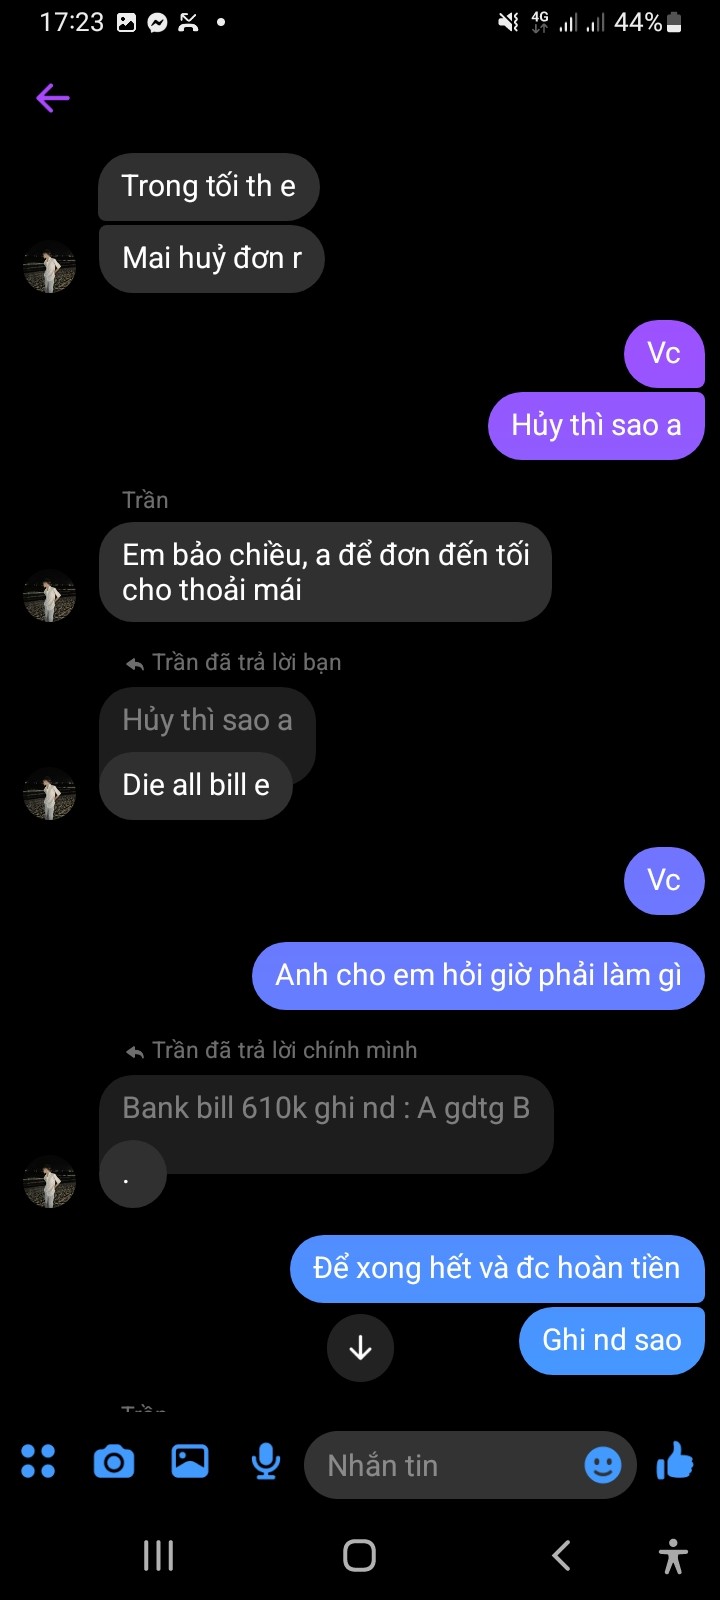 17:23
4G
44%
Trong tối th e
Mai huỷ đơn r
Vc
Hủy thì sao a
Trần
Em bảo chiều, a để đơn đến tối
cho thoải mái
Trần đã trả lời bạn
Hủy thì sao a
Die all bill e
Vc
Anh cho em hỏi giờ phải làm gì
Trần đã trả lời chính mình
Bank bill 610k ghi nd : A gdtg B
.
Để xong hết và đc hoàn tiền
Ghi nd sao
Trần
Nhắn tin